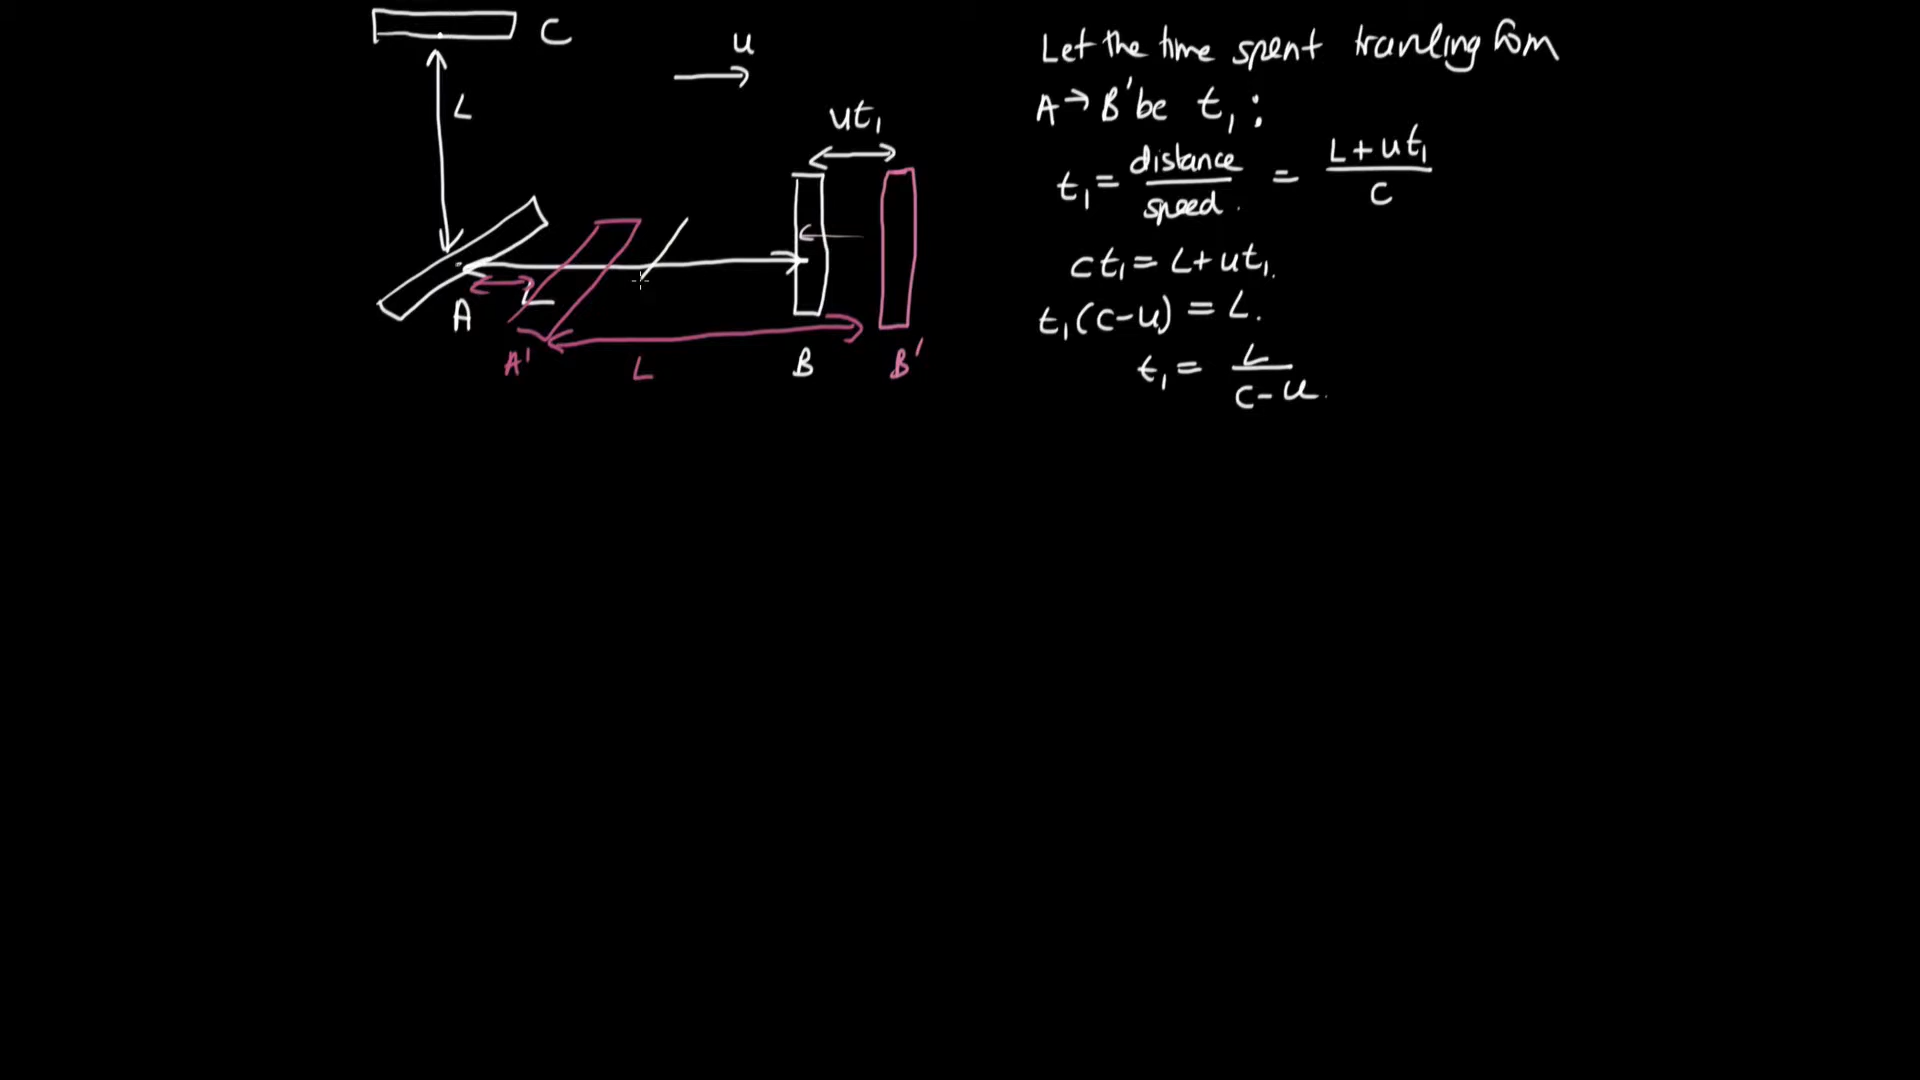 C
u
L
ut₁
A
L
A'
L
B
B'
Let the time spent traveling from
A → B' be t₁ :
t₁ = distance/speed. = (L + ut₁)/c
ct₁ = L + ut₁.
t₁(c-u) = L.
t₁ = L/(c-u).